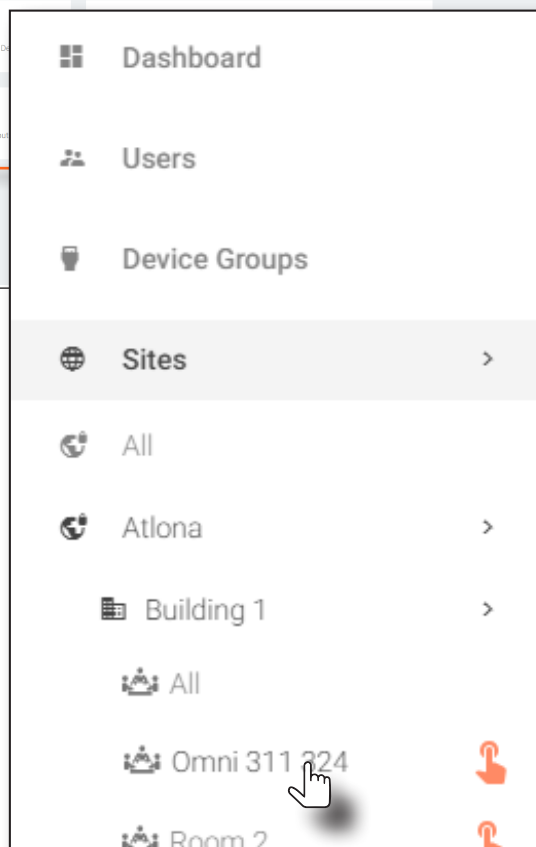 Dashboard
Users
Device Groups
Sites
All
Atlona
Building 1
All
Omni 311 324
Room 2